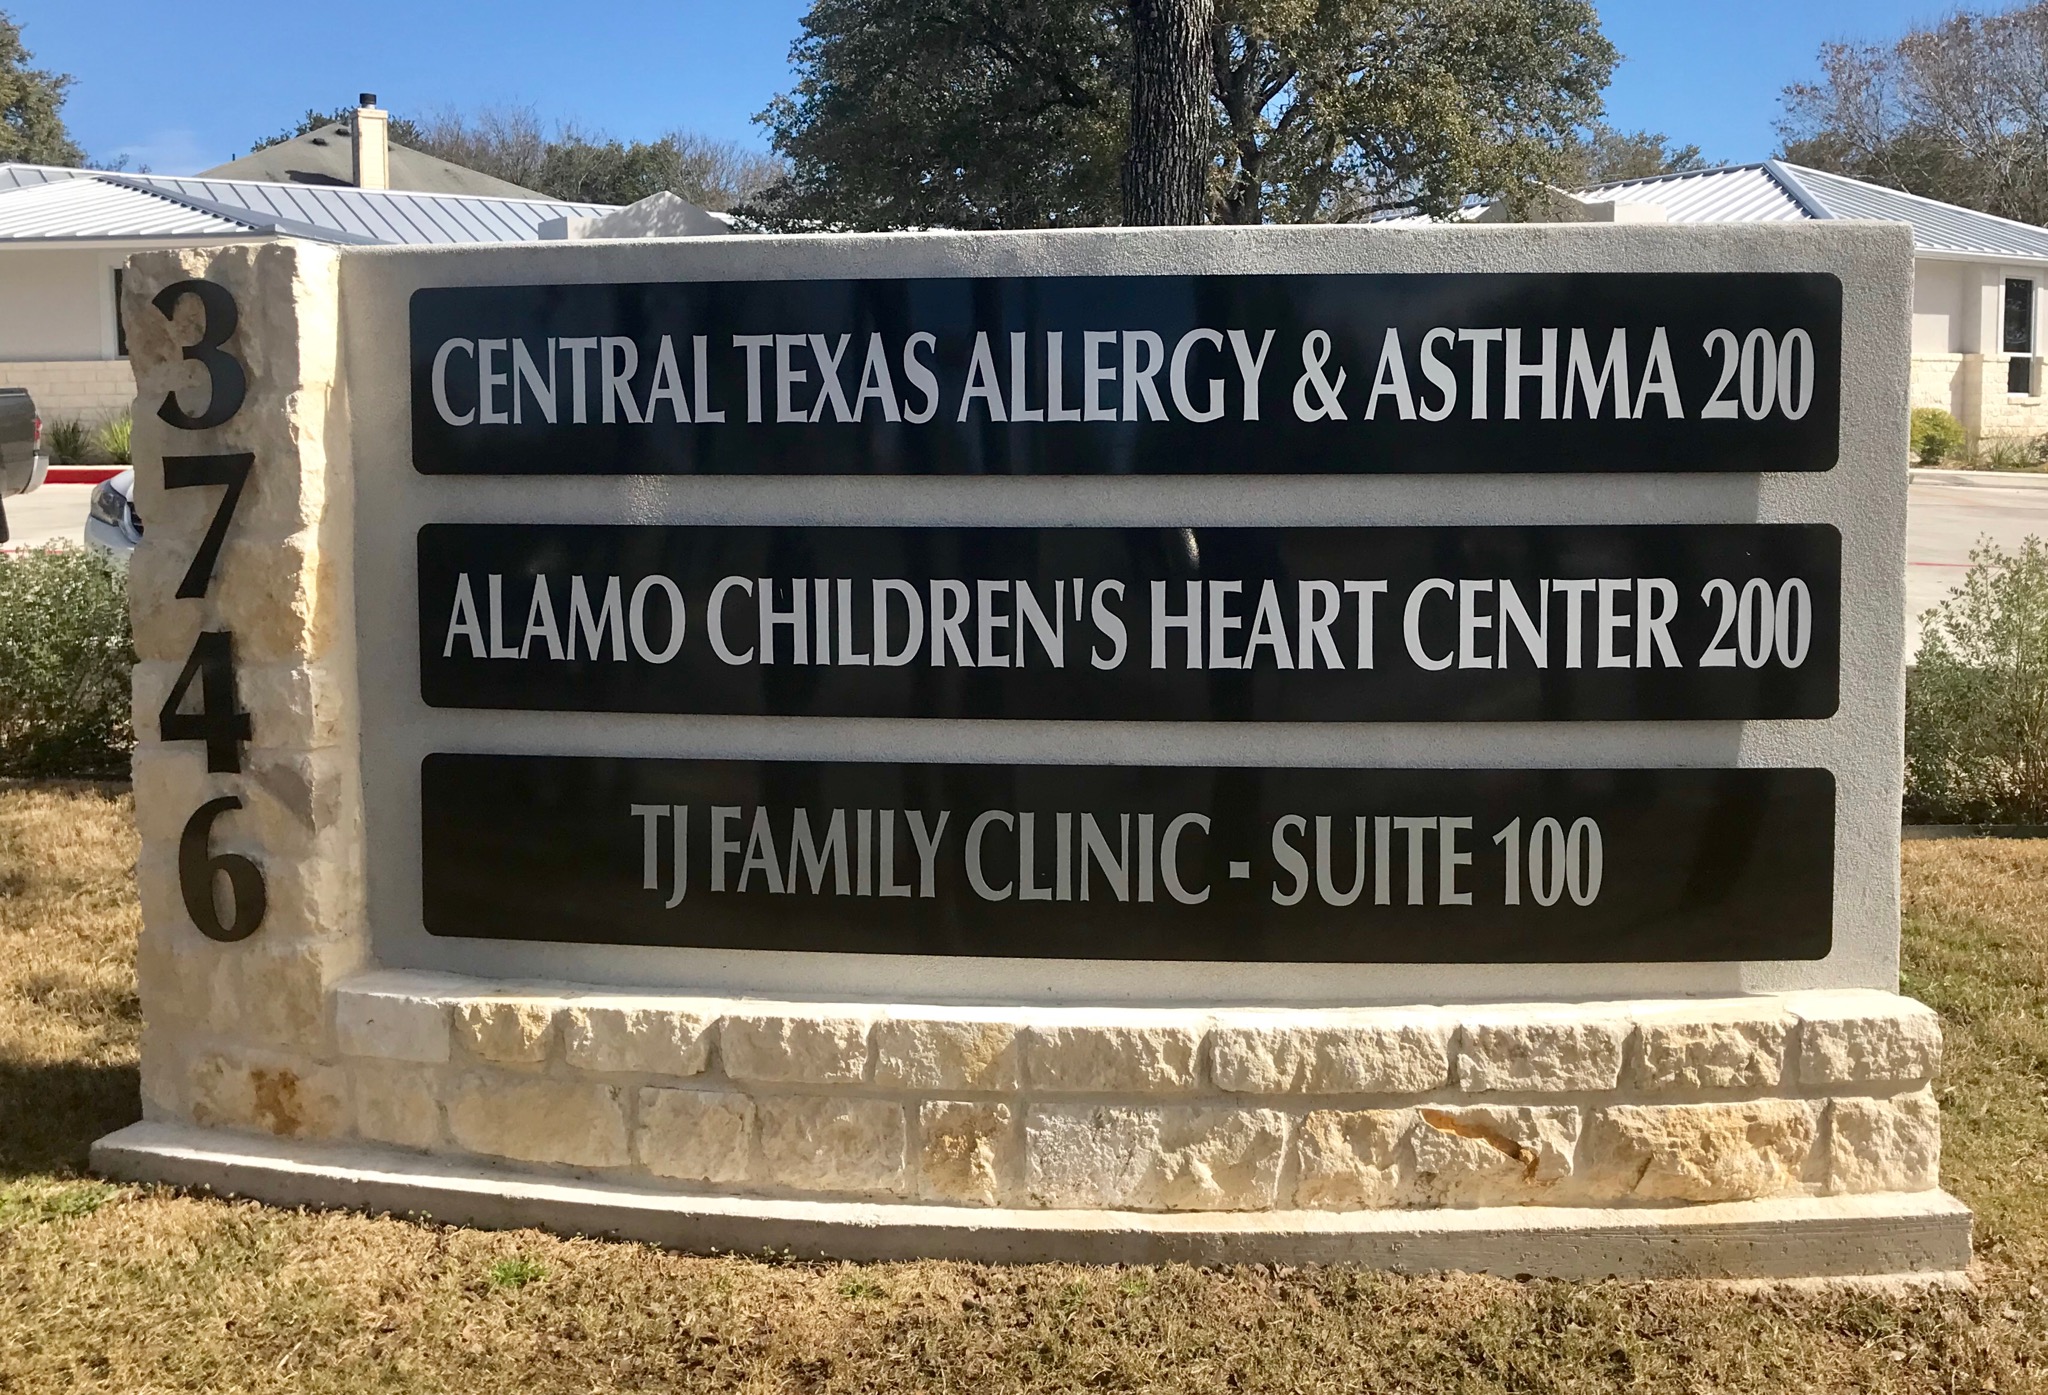 3746
CENTRAL TEXAS ALLERGY & ASTHMA 200
ALAMO CHILDREN'S HEART CENTER 200
TJ FAMILY CLINIC - SUITE 100